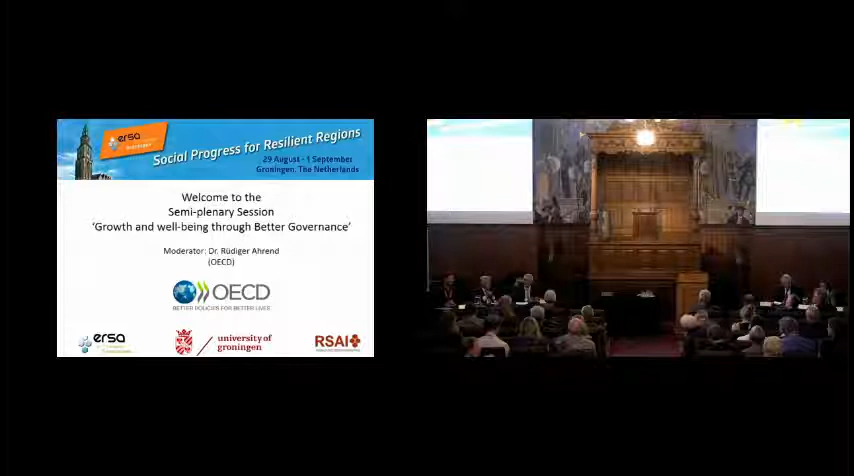 ersa
Social Progress for Resilient Regions
29 August - 1 September
Groningen, The Netherlands
Welcome to the
Semi-plenary Session
‘Growth and well-being through Better Governance’
Moderator: Dr. Rüdiger Ahrend
(OECD)
OECD
BETTER POLICIES FOR BETTER LIVES
ersa
university of
groningen
RSAI